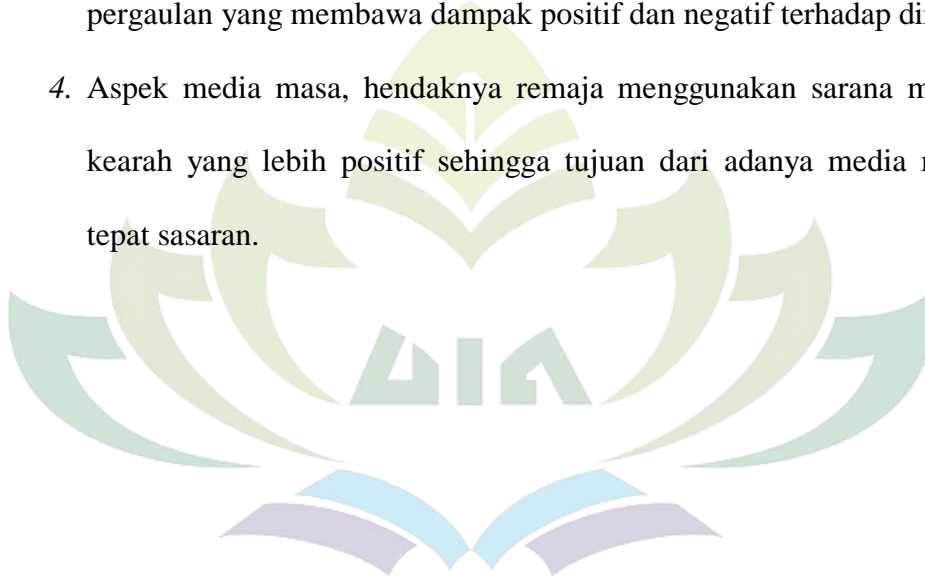 pergaulan yang membawa dampak positif dan negatif terhadap
4. Aspek media masa, hendaknya remaja menggunakan sarana
kearah yang lebih positif sehingga tujuan dari adanya media
tepat sasaran.
UIN